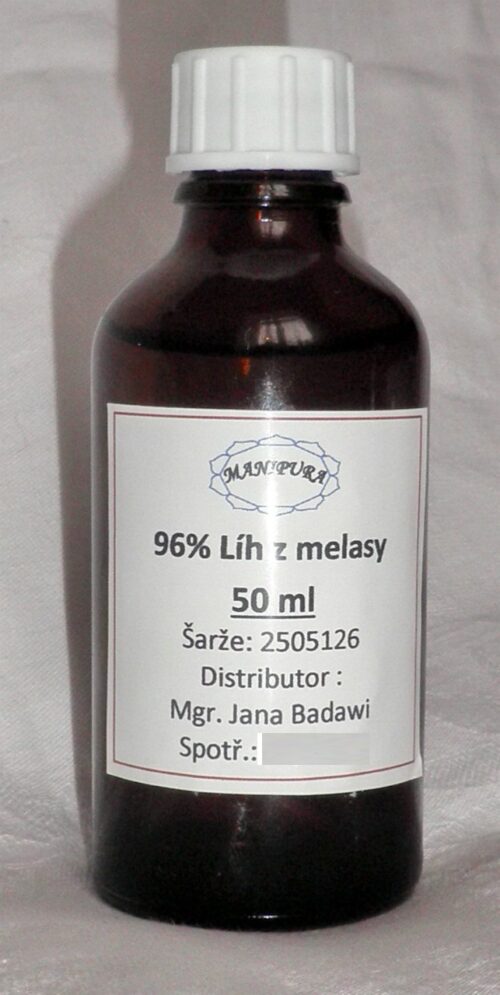 MANIPURA
96% Líh z melasy
50 ml
Šarže: 2505126
Distributor :
Mgr. Jana Badawi
Spotř.: